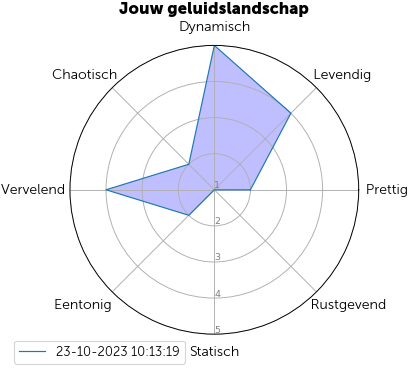 Jouw geluidslandschap
Dynamisch
Chaotisch
Levendig
Vervelend
1
Prettig
2
3
4
Eentonig
Rustgevend
5
23-10-2023 10:13:19
Statisch